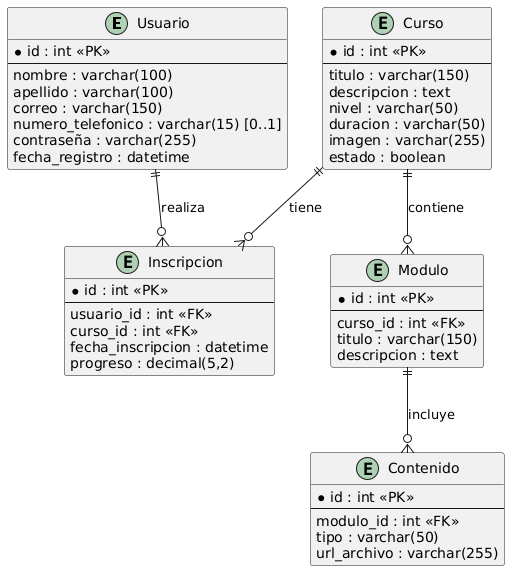 E Usuario
* id : int «PK»
nombre : varchar(100)
apellido : varchar(100)
correo : varchar(150)
numero_telefonico : varchar(15) [0..1]
contraseña : varchar(255)
fecha_registro : datetime
E Curso
* id : int «PK»
titulo : varchar(150)
descripcion : text
nivel : varchar(50)
duracion : varchar(50)
imagen : varchar(255)
estado : boolean
realiza
tiene
contiene
E Inscripcion
* id : int «PK»
usuario_id : int «FK»
curso_id : int «FK»
fecha_inscripcion : datetime
progreso : decimal(5,2)
E Modulo
* id : int «PK»
curso_id : int «FK»
titulo : varchar(150)
descripcion : text
incluye
E Contenido
* id : int «PK»
modulo_id : int «FK»
tipo : varchar(50)
url_archivo : varchar(255)